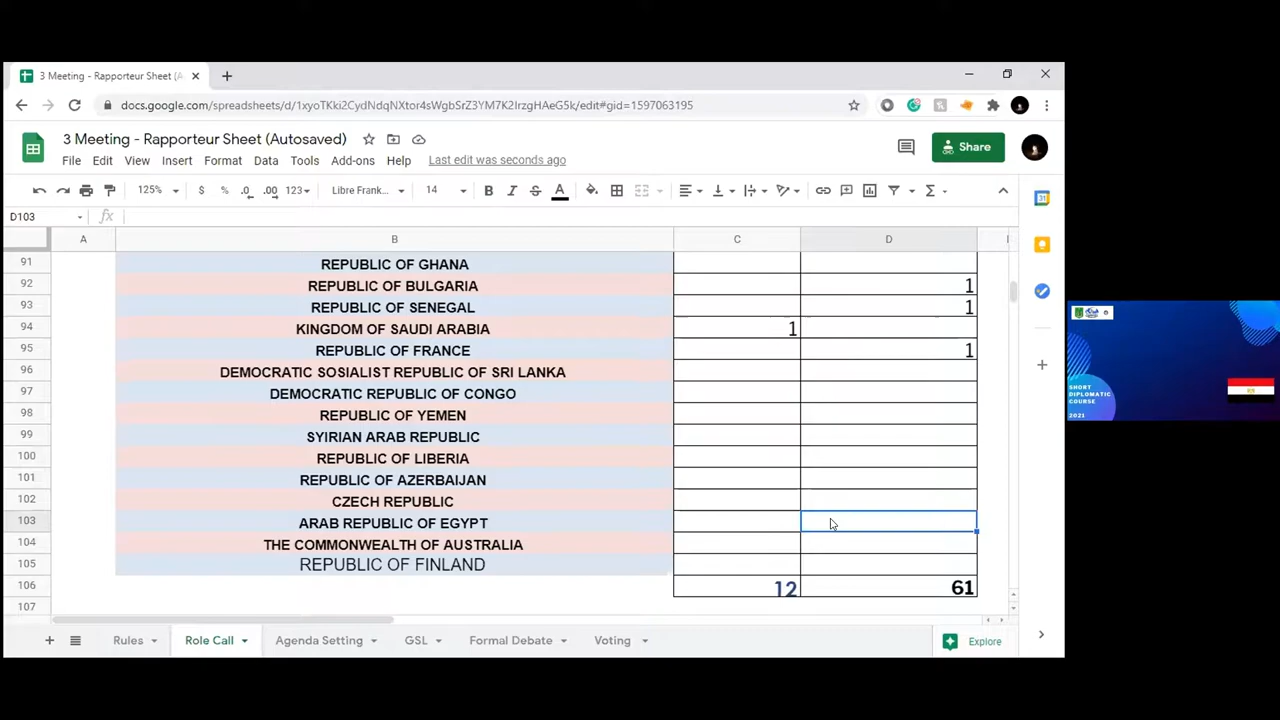 3 Meeting - Rapporteur Sheet (A
docs.google.com/spreadsheets/d/1xyoTKki2CydNdqNXtor4sWgbSrZ3YM7K2IrzgHAeG5k/edit#gid=1597063195
3 Meeting - Rapporteur Sheet (Autosaved)
File Edit View Insert Format Data Tools Add-ons Help Last edit was seconds ago
Share
125% $ % .0 .00 123 Libre Frank... 14 B I S A
D103 fx
A B C D
91 REPUBLIC OF GHANA
92 REPUBLIC OF BULGARIA 1
93 REPUBLIC OF SENEGAL 1
94 KINGDOM OF SAUDI ARABIA 1
95 REPUBLIC OF FRANCE 1
96 DEMOCRATIC SOSIALIST REPUBLIC OF SRI LANKA
97 DEMOCRATIC REPUBLIC OF CONGO
98 REPUBLIC OF YEMEN
99 SYIRIAN ARAB REPUBLIC
100 REPUBLIC OF LIBERIA
101 REPUBLIC OF AZERBAIJAN
102 CZECH REPUBLIC
103 ARAB REPUBLIC OF EGYPT
104 THE COMMONWEALTH OF AUSTRALIA
105 REPUBLIC OF FINLAND
106 12 61
107
Rules Role Call Agenda Setting GSL Formal Debate Voting Explore
SHORT
DIPLOMATIC
COURSE
2021